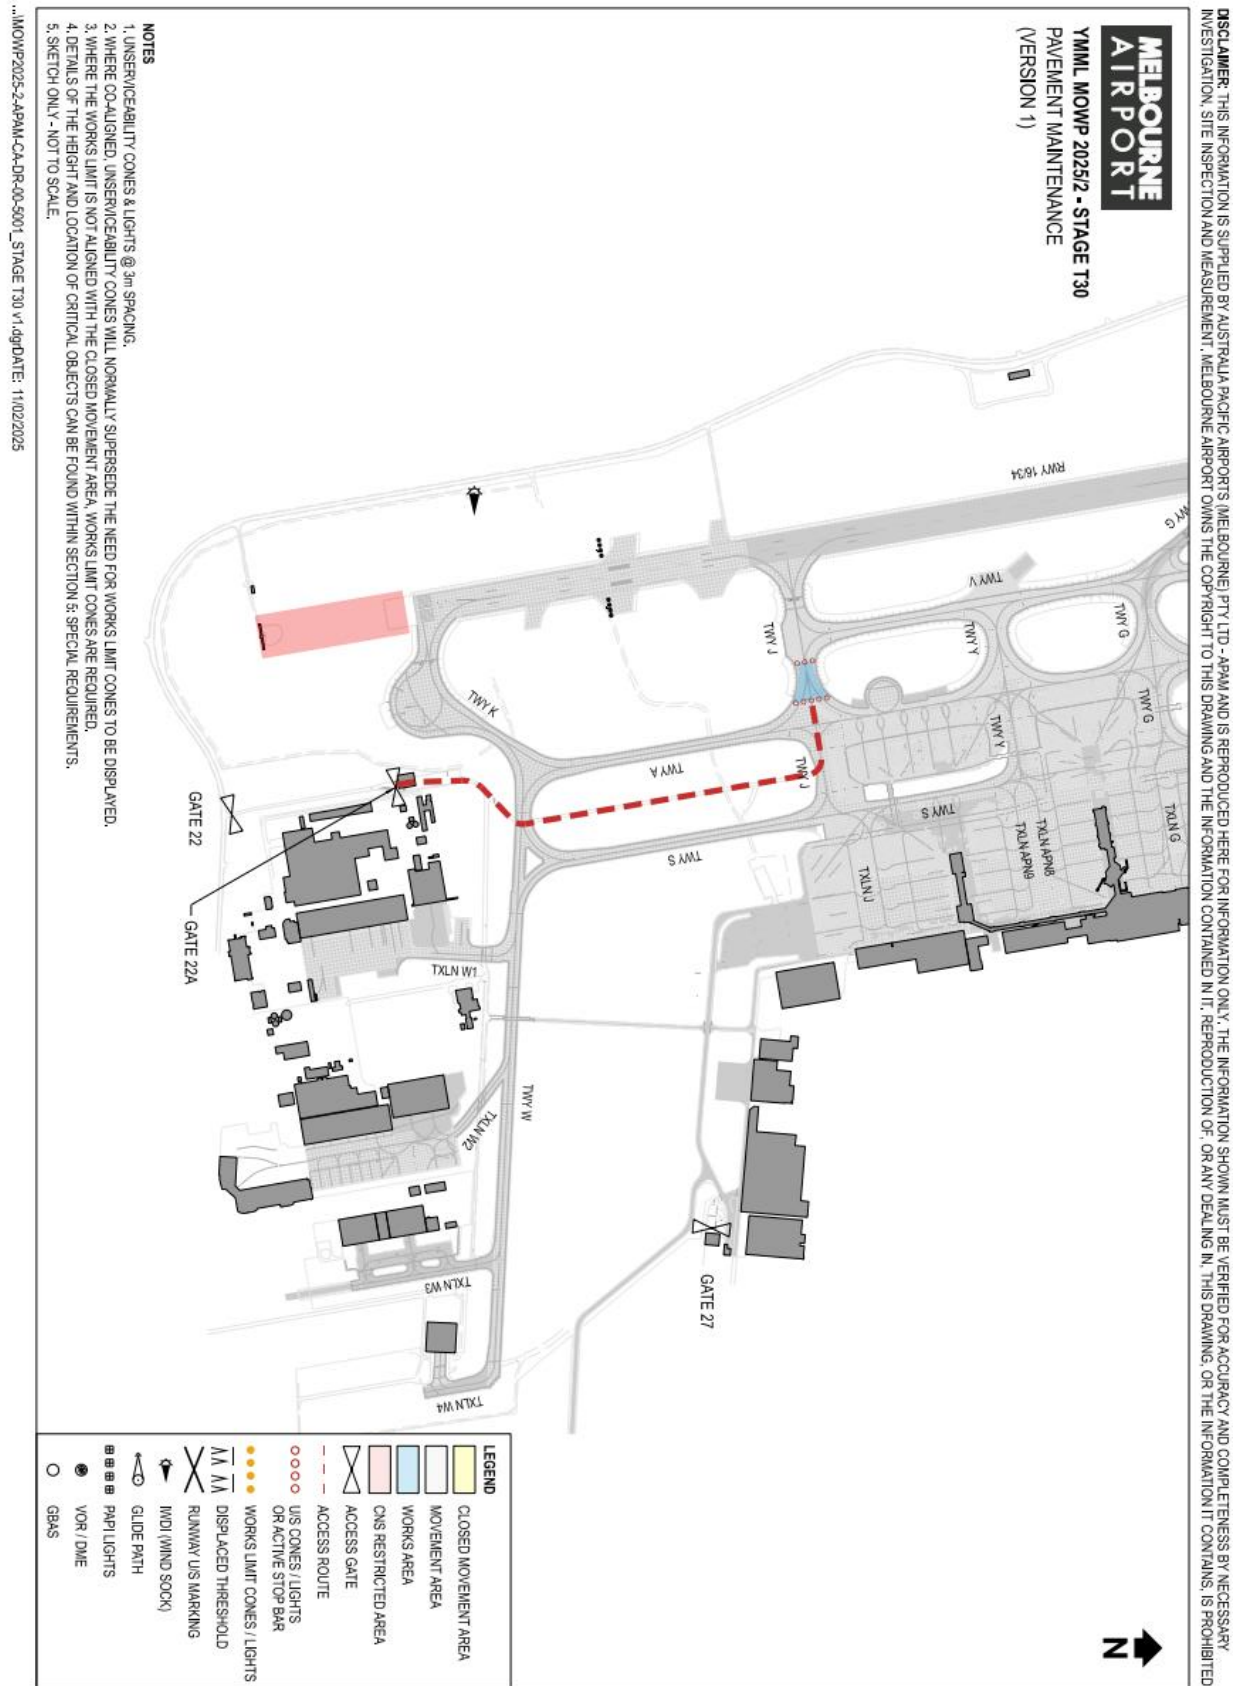 DISCLAIMER: THIS INFORMATION IS SUPPLIED BY AUSTRALIA PACIFIC AIRPORTS (MELBOURNE) PTY LTD - APAM AND IS REPRODUCED HERE FOR INFORMATION ONLY. THE INFORMATION SHOWN MUST BE VERIFIED FOR ACCURACY AND COMPLETENESS BY NECESSARY
INVESTIGATION, SITE INSPECTION AND MEASUREMENT. MELBOURNE AIRPORT OWNS THE COPYRIGHT TO THIS DRAWING AND THE INFORMATION CONTAINED IN IT. REPRODUCTION OF, OR ANY DEALING IN, THIS DRAWING, OR THE INFORMATION IT CONTAINS, IS PROHIBITED
MELBOURNE
AIRPORT
YMML MOWP 2025/2 - STAGE T30
PAVEMENT MAINTENANCE
(VERSION 1)
RWY 16/34
TWY G
TWY V
TWY G
TWY Y
TWY J
TWY G
TWY Y
TWY K
TWY A
TWY J
TWY S
TXLN G
TXLN APN8
TXLN APN9
TWY S
TXLN J
GATE 22
GATE 22A
TXLN W1
TWY W
TXLN W2
TXLN W3
TXLN W4
GATE 27
N
NOTES
1. UNSERVICEABILITY CONES & LIGHTS @ 3m SPACING.
2. WHERE CO-ALIGNED, UNSERVICEABILITY CONES WILL NORMALLY SUPERSEDE THE NEED FOR WORKS LIMIT CONES TO BE DISPLAYED.
3. WHERE THE WORKS LIMIT IS NOT ALIGNED WITH THE CLOSED MOVEMENT AREA, WORKS LIMIT CONES ARE REQUIRED.
4. DETAILS OF THE HEIGHT AND LOCATION OF CRITICAL OBJECTS CAN BE FOUND WITHIN SECTION 5: SPECIAL REQUIREMENTS.
5. SKETCH ONLY - NOT TO SCALE.
LEGEND
CLOSED MOVEMENT AREA
MOVEMENT AREA
WORKS AREA
CNS RESTRICTED AREA
ACCESS GATE
ACCESS ROUTE
U/S CONES / LIGHTS
OR ACTIVE STOP BAR
WORKS LIMIT CONES / LIGHTS
DISPLACED THRESHOLD
RUNWAY U/S MARKING
IWDI (WIND SOCK)
GLIDE PATH
PAPI LIGHTS
VOR / DME
GBAS
...\MOWP2025-2-APAM-CA-DR-00-5001_STAGE T30 v1.dgnDATE: 11/02/2025